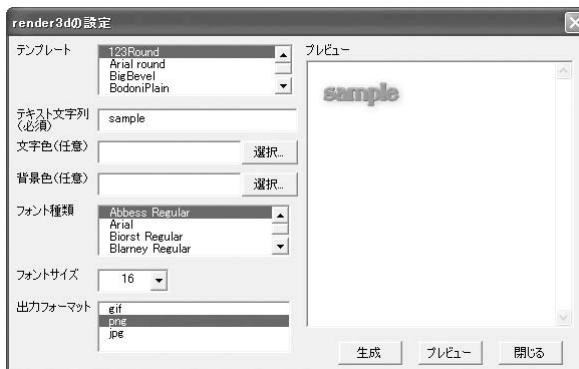 render3dの設定
テンプレート
123Round
Arial round
BigBevel
BodoniPlain
テキスト文字列
(必須)
sample
文字色(任意)
選択...
背景色(任意)
選択...
フォント種類
Abbess Regular
Arial
Biorst Regular
Blarney Regular
フォントサイズ
16
出力フォーマット
gif
png
jpg
プレビュー
sample
生成
プレビュー
閉じる